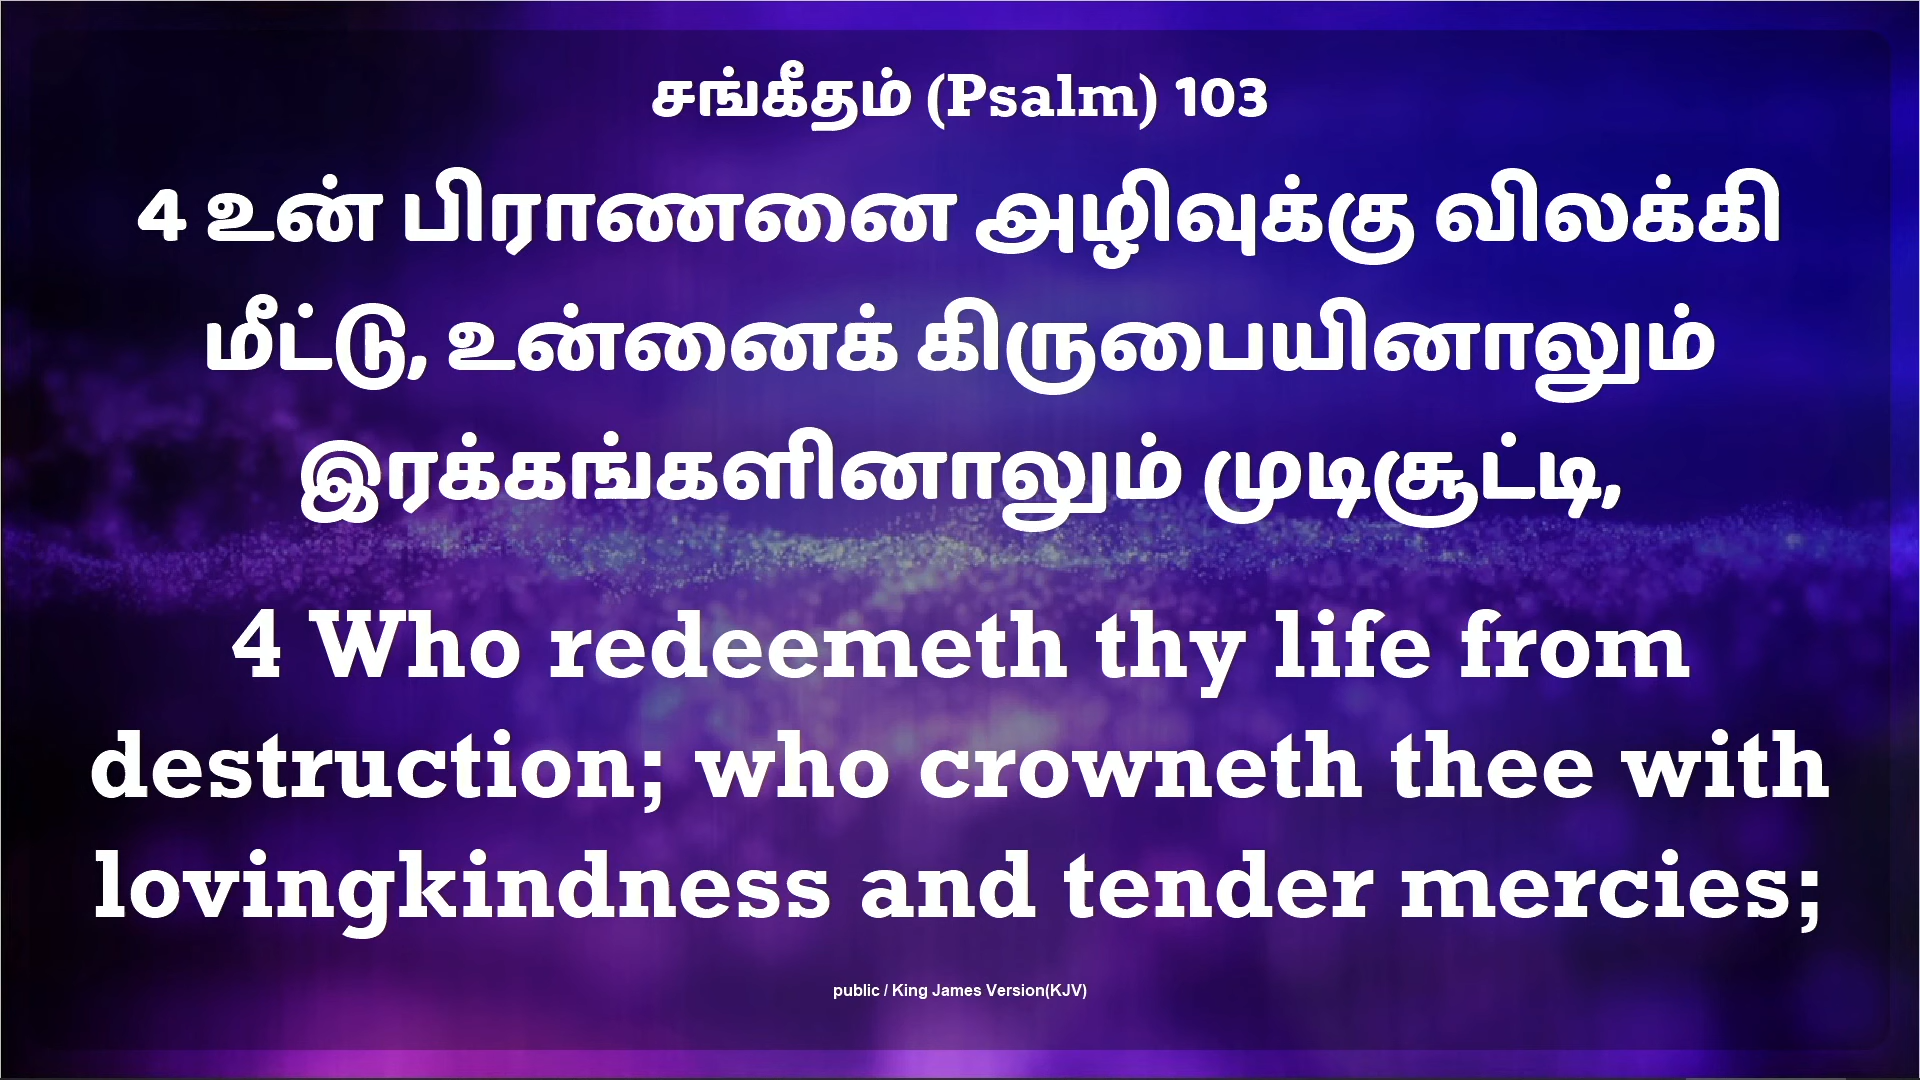 சங்கீதம் (Psalm) 103
4 உன் பிராணனை அழிவுக்கு விலக்கி
மீட்டு, உன்னைக் கிருபையினாலும்
இரக்கங்களினாலும் முடிசூட்டி,
4 Who redeemeth thy life from
destruction; who crowneth thee with
lovingkindness and tender mercies;
public / King James Version(KJV)